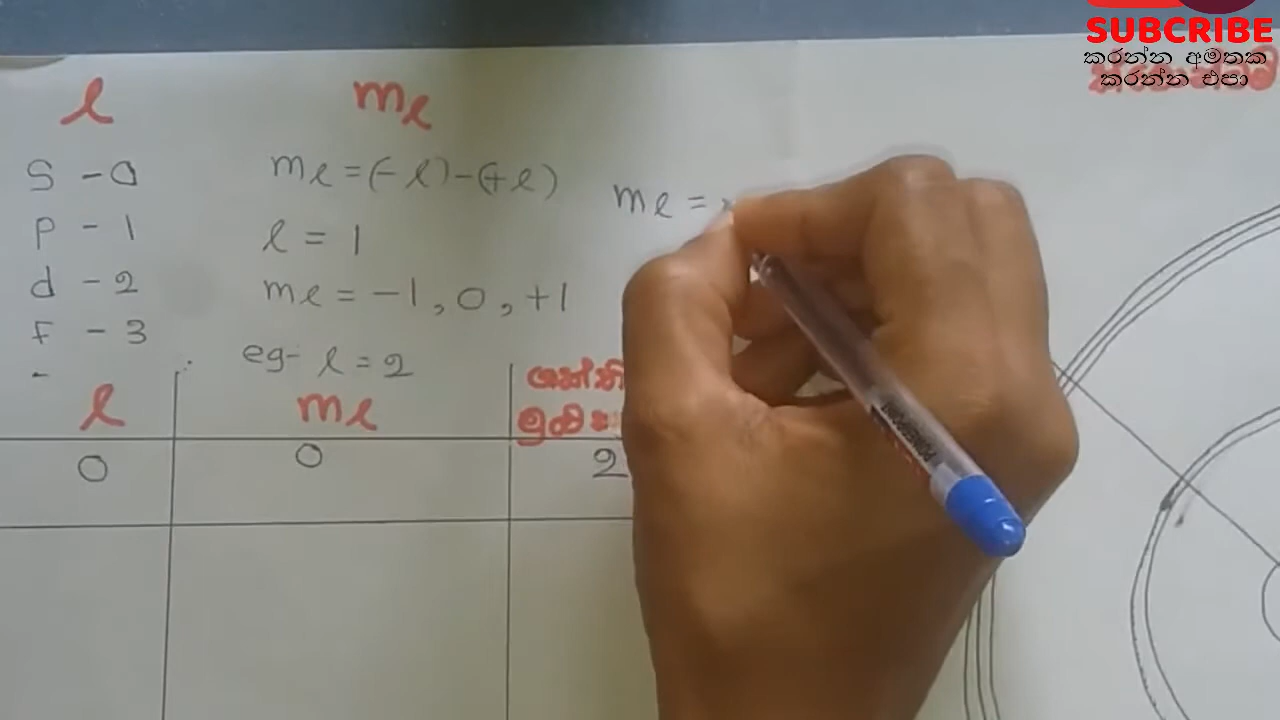 SUBCRIBE
කරන්න අමතක
කරන්න එපා
l
ml
S - 0
ml = (-l) - (+l)
ml =
P - 1
l = 1
d - 2
ml = -1, 0, +1
F - 3
eg- l = 2
l
ml
0
0
2